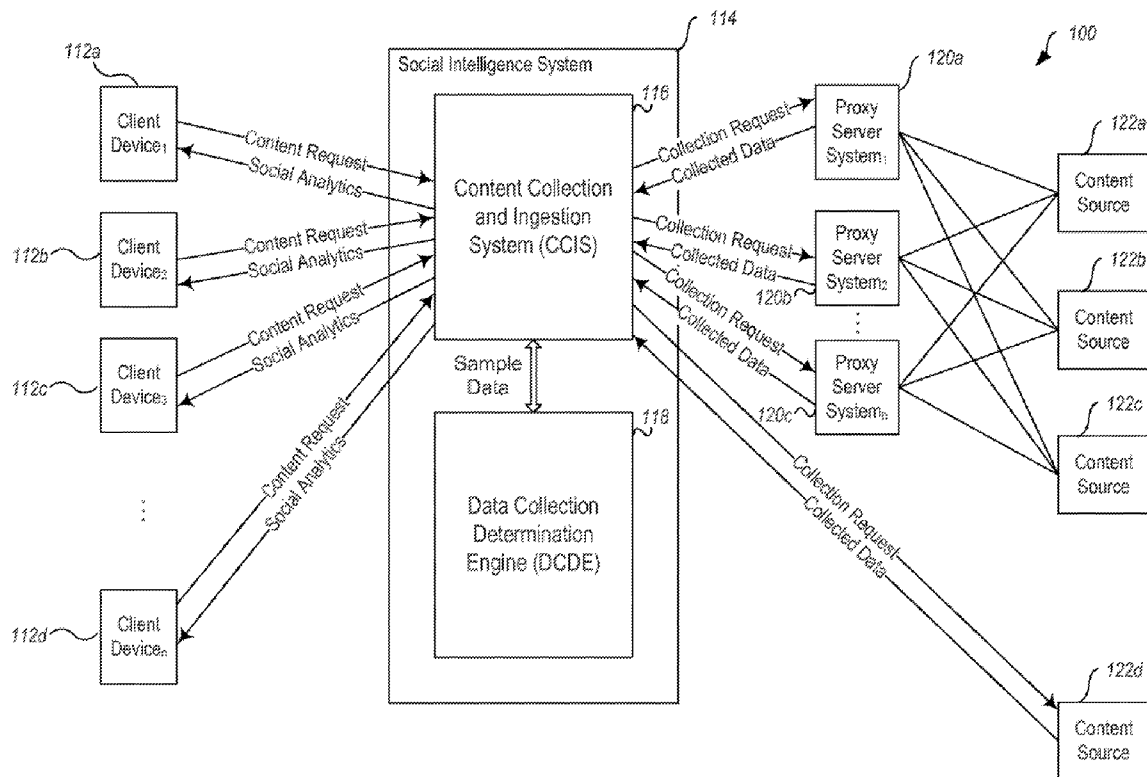 100
112a
Client
Device1
112b
Client
Device2
112c
Client
Device3
⋮
112d
Client
Devicen
Content Request
Social Analytics
Content Request
Social Analytics
Content Request
Social Analytics
Content Request
Social Analytics
114
Social Intelligence System
116
Content Collection
and Ingestion
System (CCIS)
Sample
Data
118
Data Collection
Determination
Engine (DCDE)
Collection Request
Collected Data
Collection Request
Collected Data
Collection Request
Collected Data
Collection Request
Collected Data
120a
Proxy
Server
System1
Proxy
Server
System2
120b
⋮
Proxy
Server
Systemn
120c
122a
Content
Source
122b
Content
Source
122c
Content
Source
122d
Content
Source